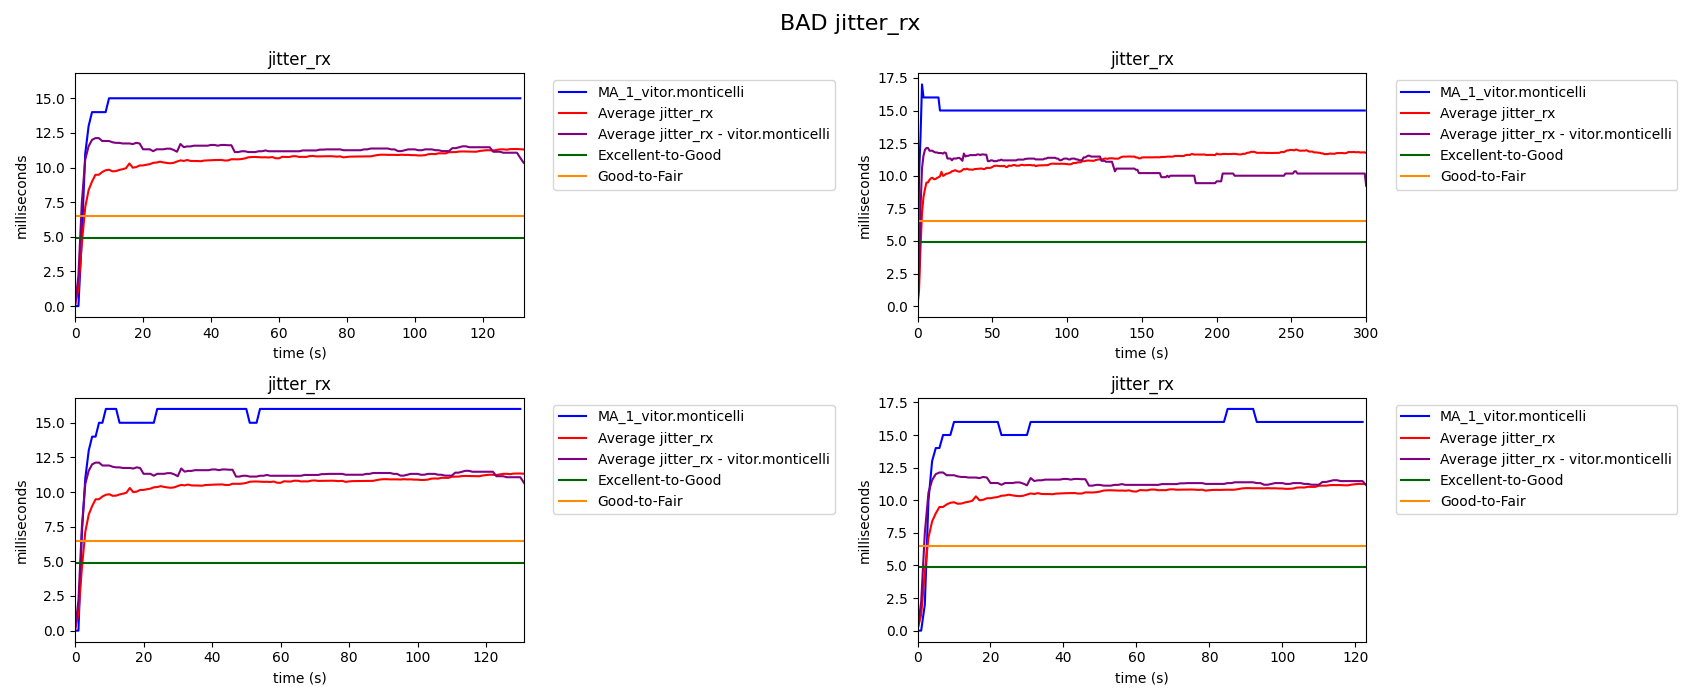 BAD jitter_rx
jitter_rx
milliseconds
15.0
12.5
10.0
7.5
5.0
2.5
0.0
0 20 40 60 80 100 120
time (s)
MA_1_vitor.monticelli
Average jitter_rx
Average jitter_rx - vitor.monticelli
Excellent-to-Good
Good-to-Fair
jitter_rx
milliseconds
17.5
15.0
12.5
10.0
7.5
5.0
2.5
0.0
0 50 100 150 200 250 300
time (s)
MA_1_vitor.monticelli
Average jitter_rx
Average jitter_rx - vitor.monticelli
Excellent-to-Good
Good-to-Fair
jitter_rx
milliseconds
15.0
12.5
10.0
7.5
5.0
2.5
0.0
0 20 40 60 80 100 120
time (s)
MA_1_vitor.monticelli
Average jitter_rx
Average jitter_rx - vitor.monticelli
Excellent-to-Good
Good-to-Fair
jitter_rx
milliseconds
17.5
15.0
12.5
10.0
7.5
5.0
2.5
0.0
0 20 40 60 80 100 120
time (s)
MA_1_vitor.monticelli
Average jitter_rx
Average jitter_rx - vitor.monticelli
Excellent-to-Good
Good-to-Fair